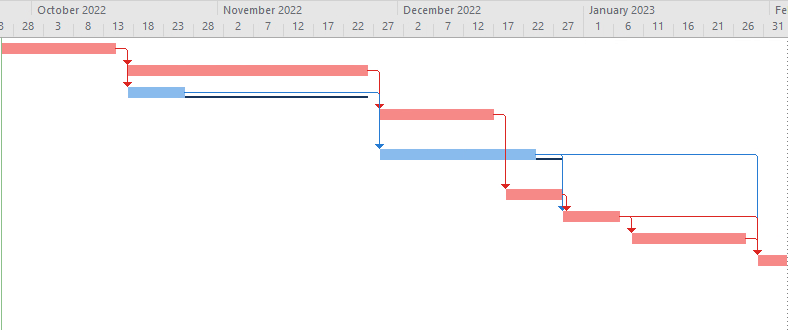 October 2022 November 2022 December 2022 January 2023 Fe
3 28 3 8 13 18 23 28 2 7 12 17 22 27 2 7 12 17 22 27 1 6 11 16 21 26 31